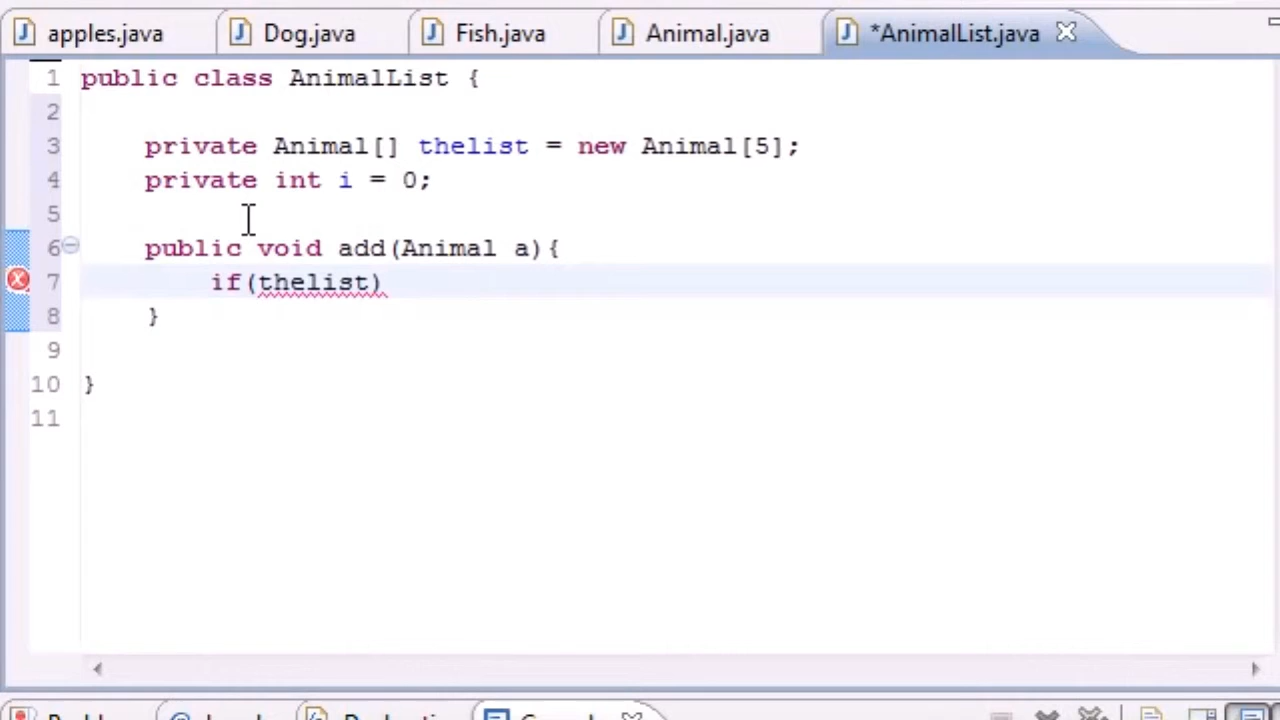 apples.java Dog.java Fish.java Animal.java *AnimalList.java
1 public class AnimalList {
2
3 private Animal[] thelist = new Animal[5];
4 private int i = 0;
5
6 public void add(Animal a){
7 if(thelist)
8 }
9
10 }
11